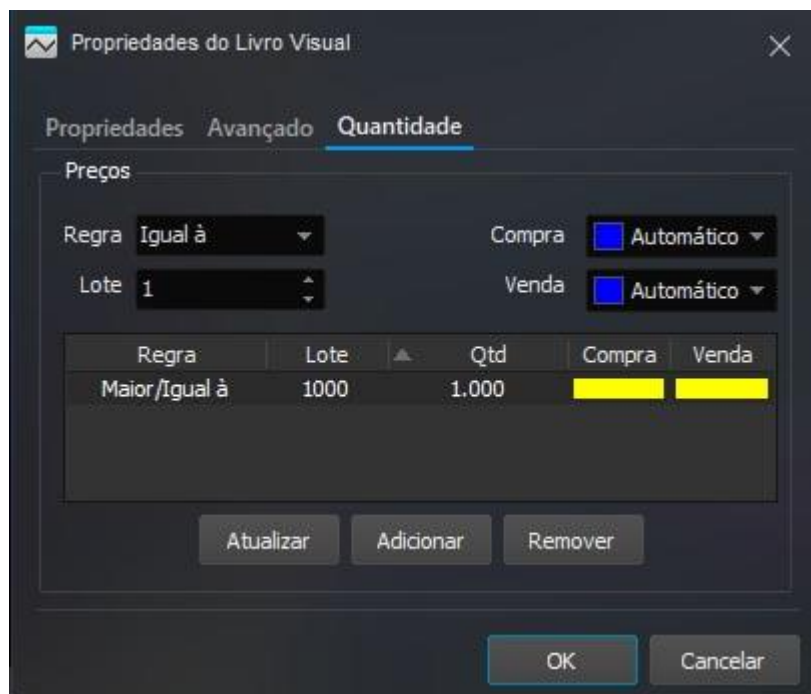 Propriedades do Livro Visual
Propriedades Avançado Quantidade
Preços
Regra Igual à Compra Automático
Lote 1 Venda Automático
Regra Lote Qtd Compra Venda
Maior/Igual à 1000 1.000
Atualizar Adicionar Remover
OK Cancelar